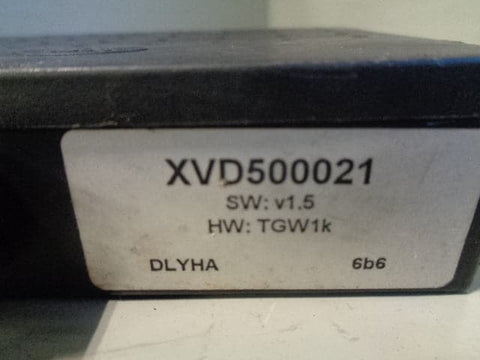 XVD500021
SW: v1.5
HW: TGW1k
DLYHA 6b6